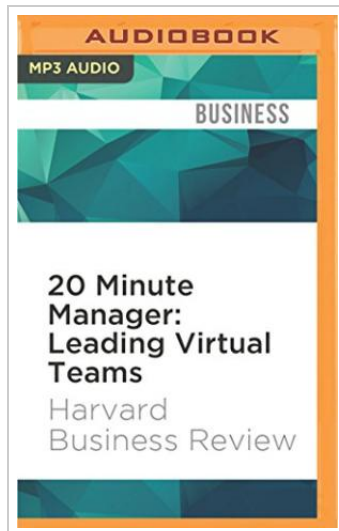 AUDIOBOOK
MP3 AUDIO
BUSINESS
20 Minute
Manager:
Leading Virtual
Teams
Harvard
Business Review